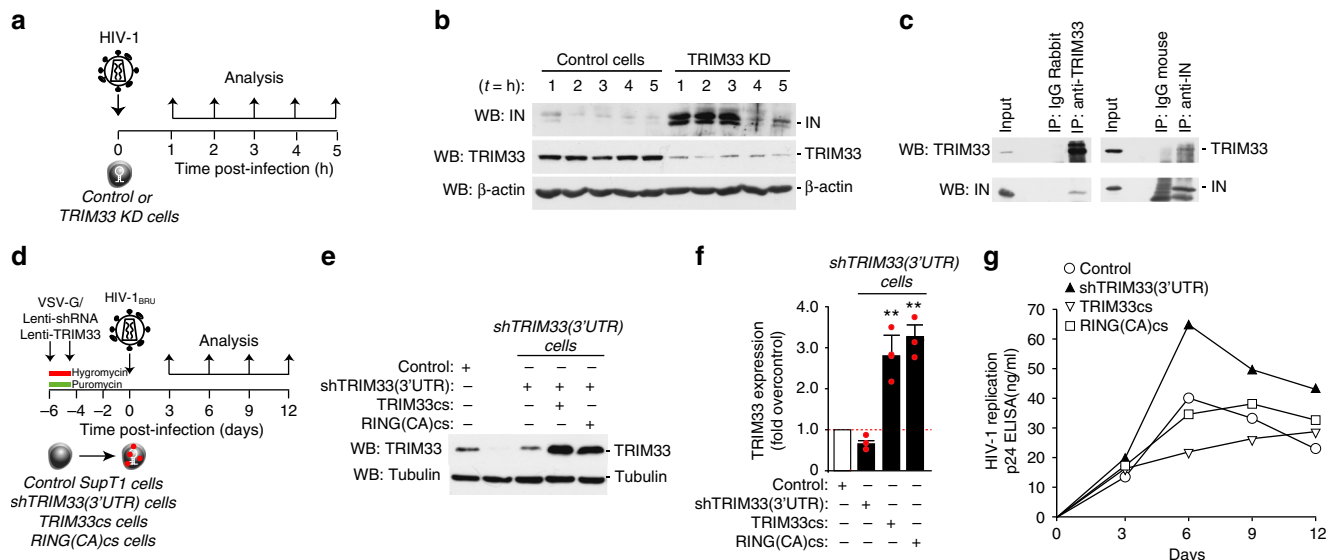 a
HIV-1
Analysis
0 1 2 3 4 5
Time post-infection (h)
Control or
TRIM33 KD cells
b
Control cells TRIM33 KD
(t = h) 1 2 3 4 5 1 2 3 4 5
WB: IN - IN
WB: TRIM33 - TRIM33
WB: β-actin - β-actin
c
Input
IP: IgG Rabbit
IP: anti-TRIM33
Input
IP: IgG mouse
IP: anti-IN
WB: TRIM33 - TRIM33
WB: IN - IN
d
VSV-G/
Lenti-shRNA
Lenti-TRIM33
HIV-1BRU
Analysis
Hygromycin
Puromycin
–6 –4 –2 0 3 6 9 12
Time post-infection (days)
Control SupT1 cells
shTRIM33(3'UTR) cells
TRIM33cs cells
RING(CA)cs cells
e
shTRIM33(3'UTR)
cells
Control: + – – – –
shTRIM33(3'UTR): – + + +
TRIM33cs: – – + –
RING(CA)cs: – – – +
WB: TRIM33 - TRIM33
WB: Tubulin - Tubulin
f
shTRIM33(3'UTR)
cells
TRIM33 expression
(fold overcontrol)
4.0
3.0
2.0
1.0
0.0
** **
Control: + – – –
shTRIM33(3'UTR): – + – –
TRIM33cs: – – + –
RING(CA)cs: – – – +
g
Control
shTRIM33(3'UTR)
TRIM33cs
RING(CA)cs
HIV-1 replication
p24 ELISA(ng/ml)
70
60
50
40
30
20
10
0
0 3 6 9 12
Days